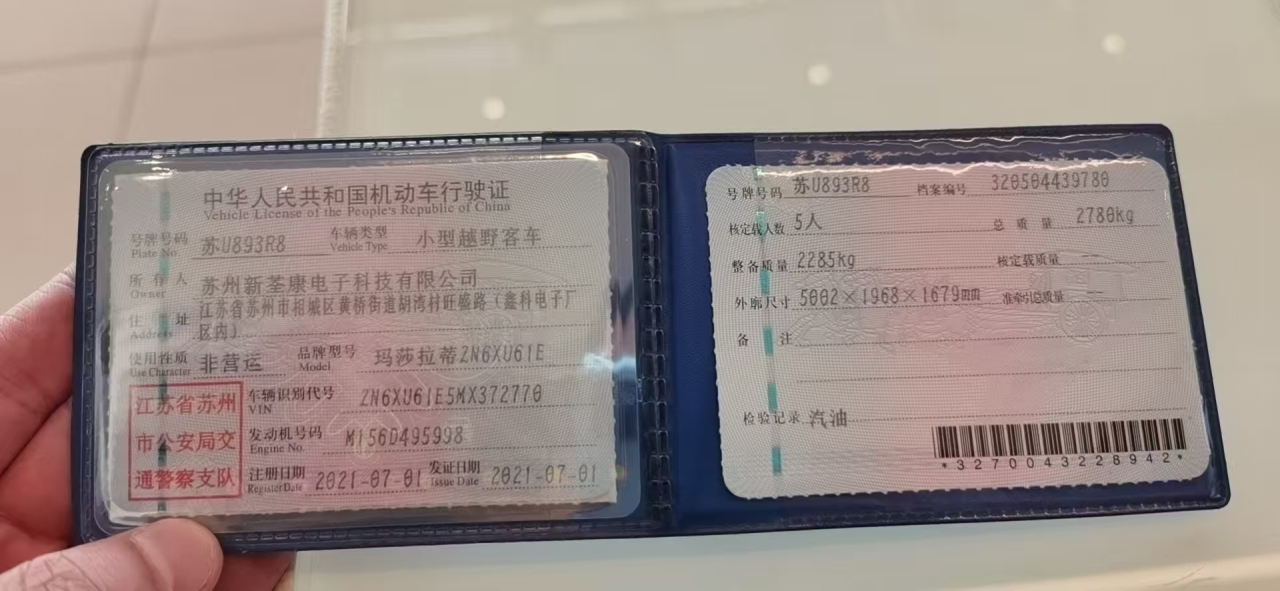 中华人民共和国机动车行驶证
Vehicle License of the People's Republic of China
号牌号码 苏U893R8 车辆类型 小型越野客车
Plate No. Vehicle Type
所有人 苏州新荃康电子科技有限公司
Owner
住址 江苏省苏州市相城区黄桥街道胡湾村旺盛路(鑫科电子厂
Address 区内)
使用性质 非营运 品牌型号 玛莎拉蒂ZN6XU61E
Use Character Model
江苏省苏州
市公安局交
通警察支队
车辆识别代号 ZN6XU61E5MX372770
VIN
发动机号码 M156D495998
Engine No.
注册日期 2021-07-01 发证日期 2021-07-01
Register Date Issue Date
号牌号码 苏U893R8 档案编号 320504439780
核定载人数 5人 总质量 2780kg
整备质量 2285kg 核定载质量 --
外廓尺寸 5002×1968×1679mm 准牵引总质量 --
备注
检验记录 汽油
*3270043228942*